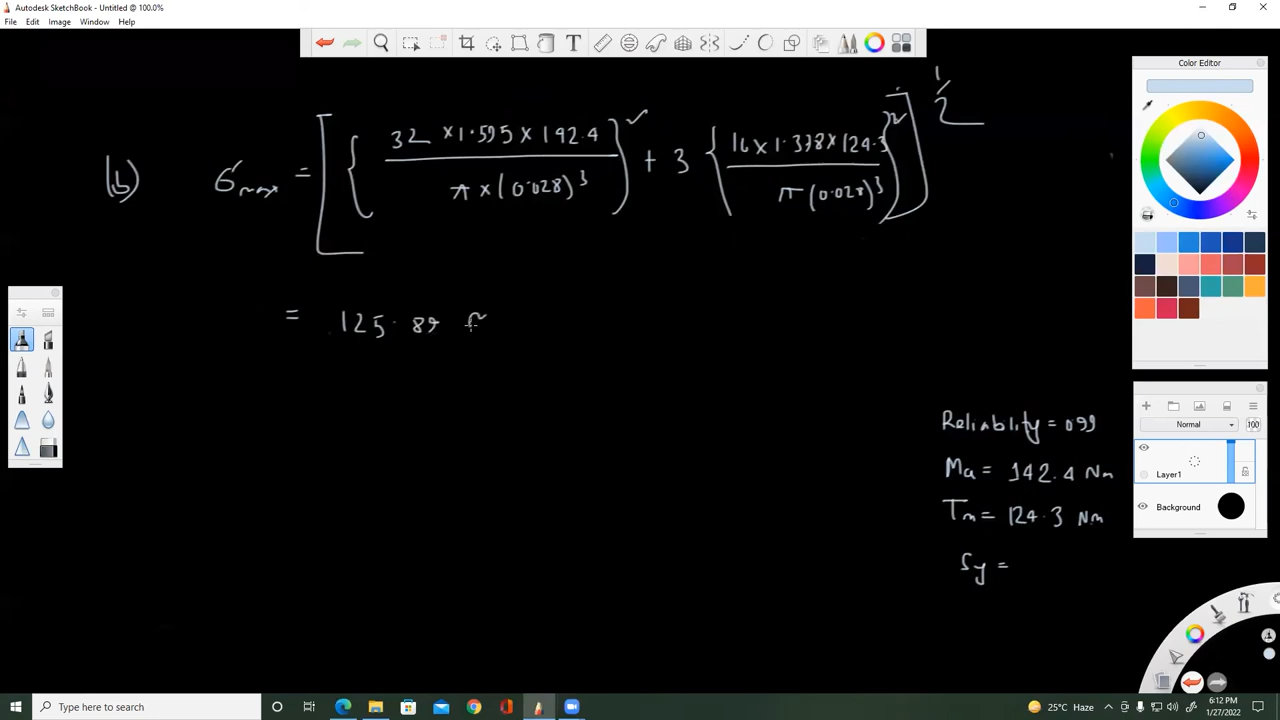 Autodesk SketchBook - Untitled @ 100.0%
File Edit Image Window Help
Color Editor
(b) σmax = [ { 32 × 1.595 × 142.4 / π × (0.028)³ }² + 3 { 16 × 1.338 × 124.3 / π (0.028)³ }² ] 1/2
= 125.89
Reliablity = 099
Ma = 142.4 Nm
Tm = 124.3 Nm
Sy =
Normal 100
Layer1
Background
Type here to search
25°C Haze
6:12 PM
1/27/2022